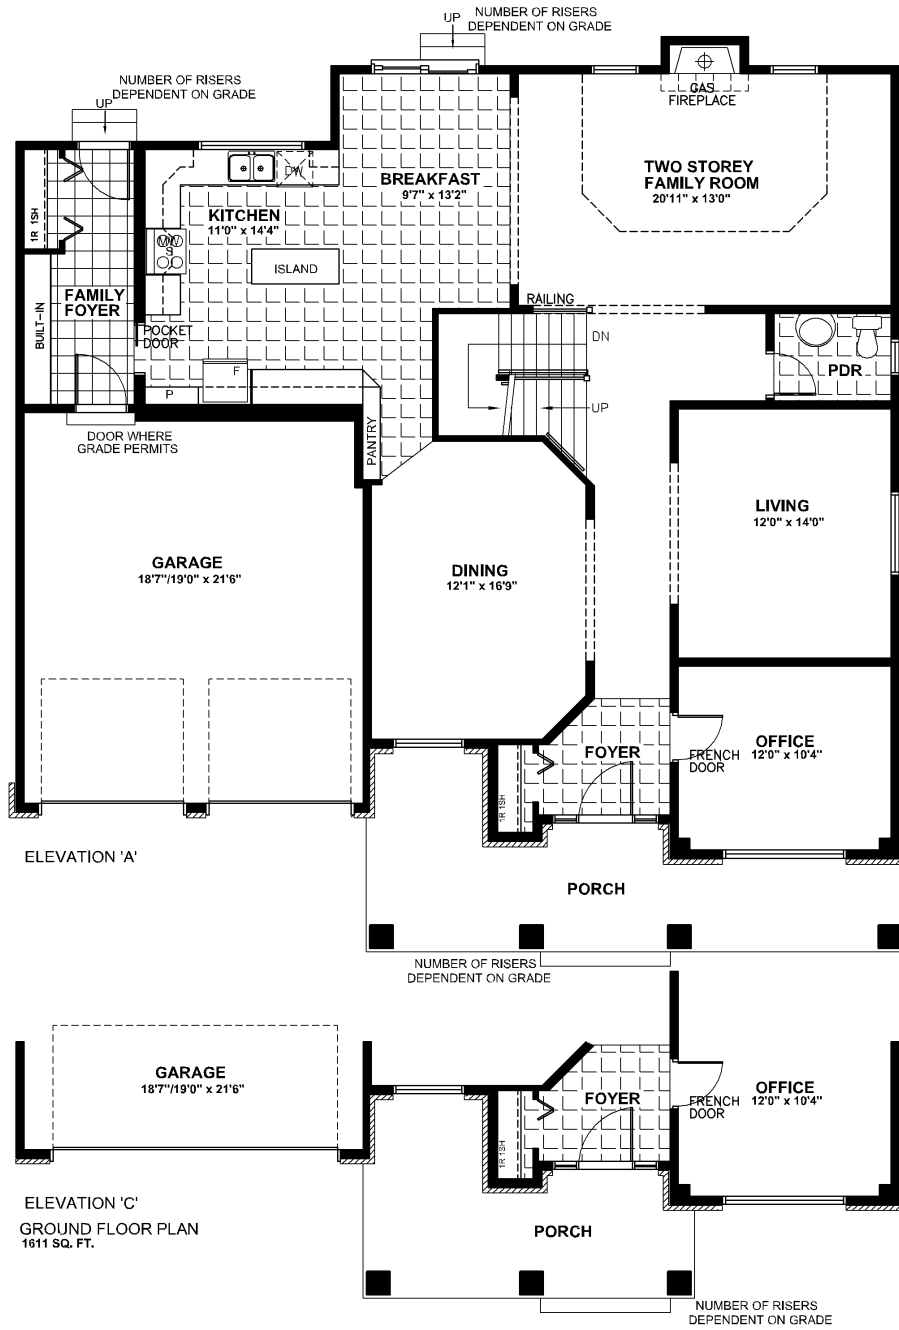 NUMBER OF RISERS
DEPENDENT ON GRADE
UP
NUMBER OF RISERS
DEPENDENT ON GRADE
UP
GAS
FIREPLACE
TWO STOREY
FAMILY ROOM
20'11" x 13'0"
BREAKFAST
9'7" x 13'2"
DW
KITCHEN
11'0" x 14'4"
1R 1SH
MW
S
ISLAND
FAMILY
FOYER
BUILT-IN
POCKET
DOOR
RAILING
DN
PDR
F
P
UP
PANTRY
DOOR WHERE
GRADE PERMITS
LIVING
12'0" x 14'0"
GARAGE
18'7"/19'0" x 21'6"
DINING
12'1" x 16'9"
FOYER
FRENCH
DOOR
OFFICE
12'0" x 10'4"
1R 1SH
ELEVATION 'A'
PORCH
NUMBER OF RISERS
DEPENDENT ON GRADE
GARAGE
18'7"/19'0" x 21'6"
FOYER
FRENCH
DOOR
OFFICE
12'0" x 10'4"
1R 1SH
ELEVATION 'C'
GROUND FLOOR PLAN
1611 SQ. FT.
PORCH
NUMBER OF RISERS
DEPENDENT ON GRADE